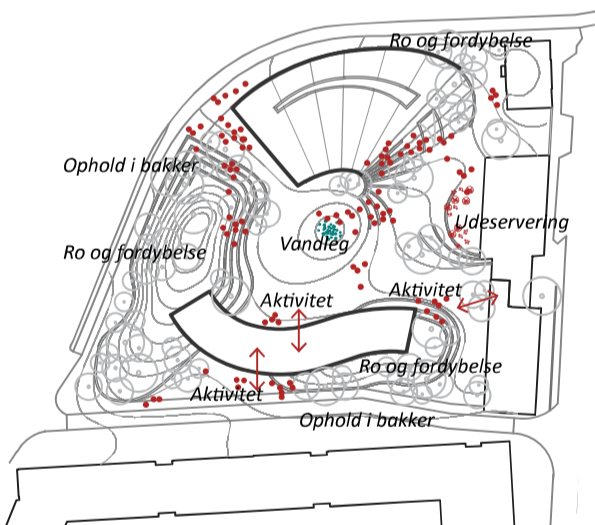 Ro og fordybelse
Ophold i bakker
Udeservering
Vandleg
Ro og fordybelse
Aktivitet
Aktivitet
Ro og fordybelse
Aktivitet
Ophold i bakker